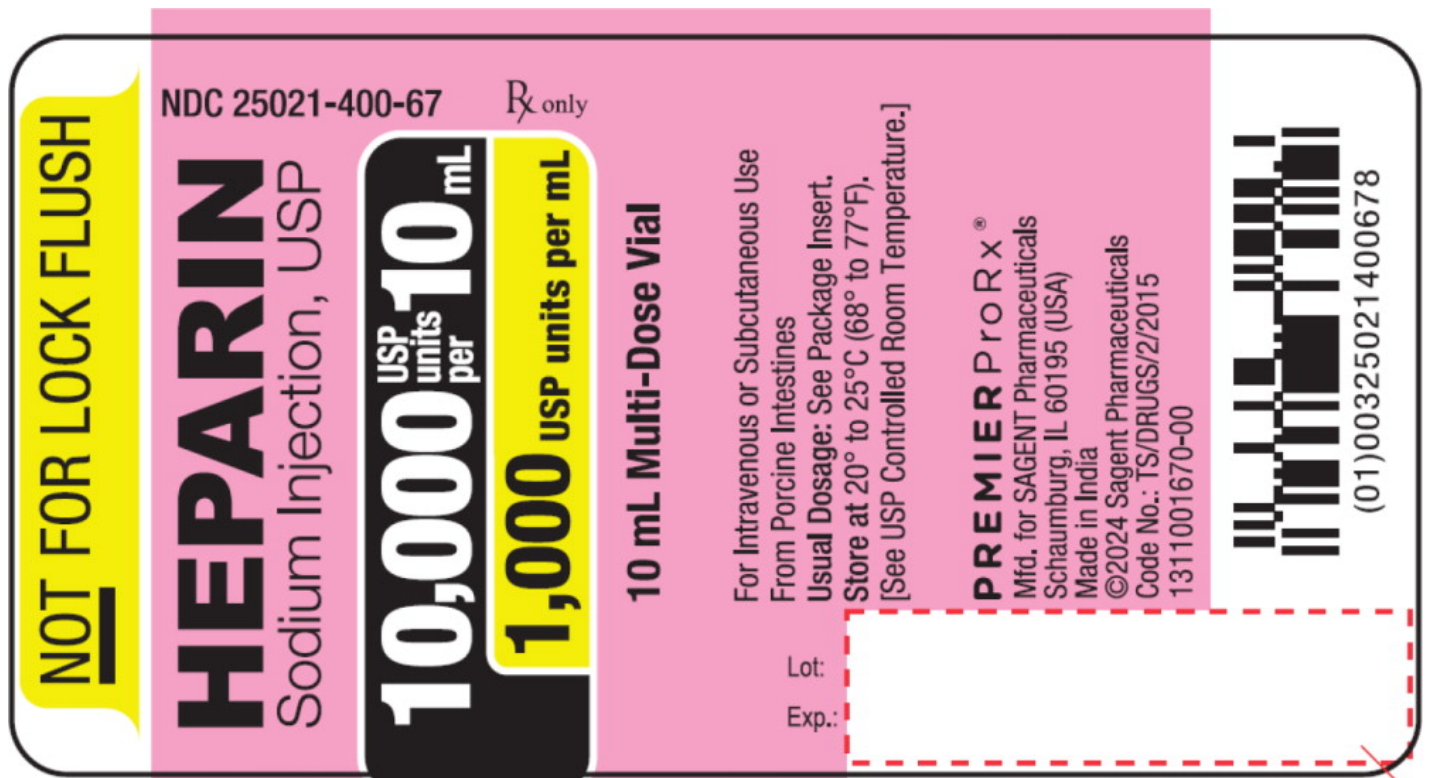 NOT FOR LOCK FLUSH
NDC 25021-400-67
Rx only
HEPARIN
Sodium Injection, USP
10,000 USP units per 10 mL
1,000 USP units per mL
10 mL Multi-Dose Vial
For Intravenous or Subcutaneous Use
From Porcine Intestines
Usual Dosage: See Package Insert.
Store at 20° to 25°C (68° to 77°F).
[See USP Controlled Room Temperature.]
PREMIERProRx®
Mfd. for SAGENT Pharmaceuticals
Schaumburg, IL 60195 (USA)
Made in India
©2024 Sagent Pharmaceuticals
Code No.: TS/DRUGS/2/2015
1311001670-00
Lot:
Exp.:
(01)00325021400678